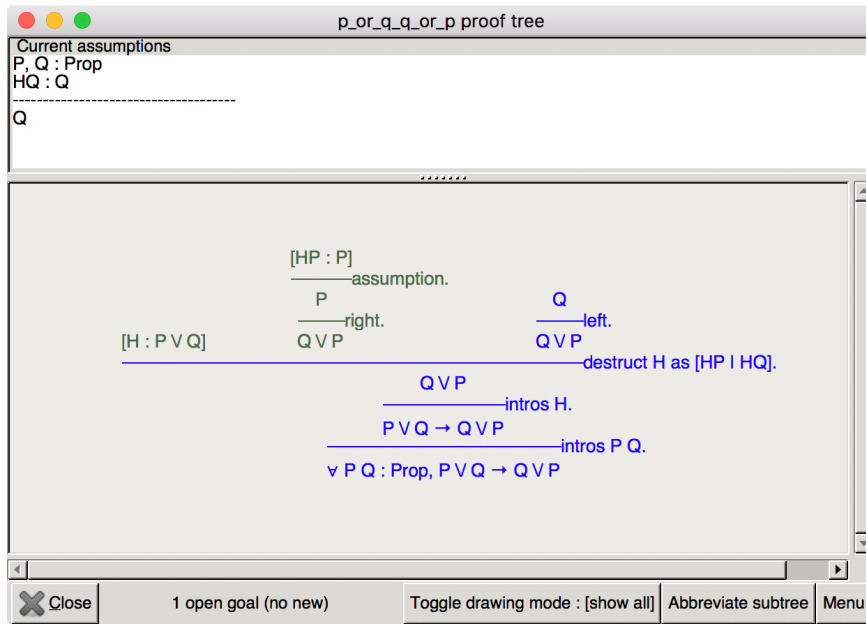 p_or_q_q_or_p proof tree
Current assumptions
P, Q : Prop
HQ : Q
-------------------------------------
Q
[HP : P]
assumption.
P
Q
right.
left.
[H : P V Q]
Q V P
Q V P
destruct H as [HP I HQ].
Q V P
intros H.
P V Q → Q V P
intros P Q.
∀ P Q : Prop, P V Q → Q V P
Close
1 open goal (no new)
Toggle drawing mode : [show all]
Abbreviate subtree
Menu